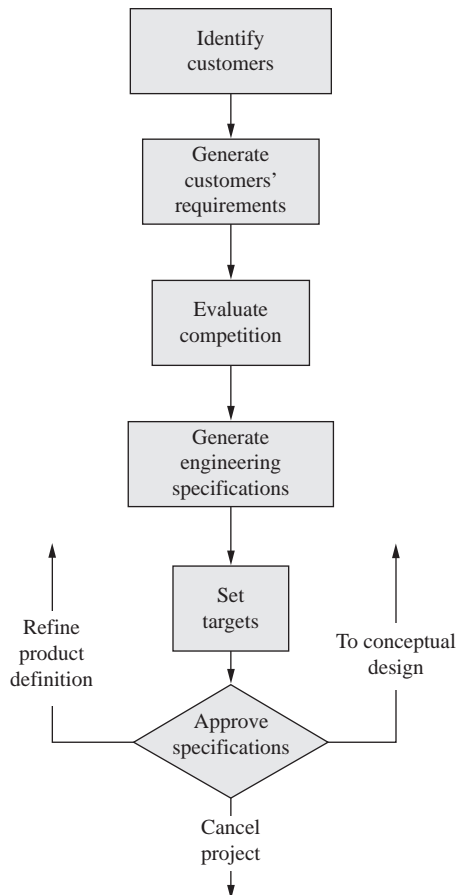 Identify
customers
Generate
customers’
requirements
Evaluate
competition
Generate
engineering
specifications
Set
targets
Refine
product
definition
To conceptual
design
Approve
specifications
Cancel
project